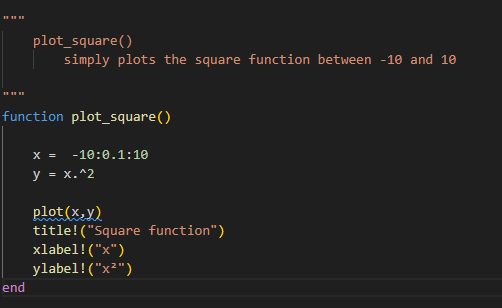 """
    plot_square()
        simply plots the square function between -10 and 10
"""
function plot_square()
    x =  -10:0.1:10
    y = x.^2
    plot(x,y)
    title!("Square function")
    xlabel!("x")
    ylabel!("x²")
end